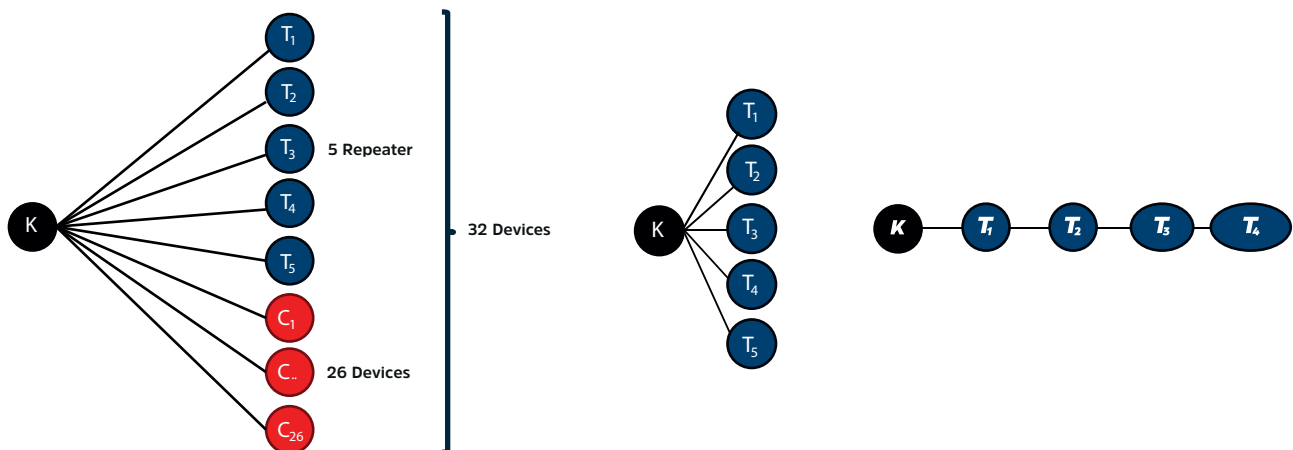 K
T1
T2
T3
5 Repeater
T4
T5
C1
C..
26 Devices
C26
32 Devices
K
T1
T2
T3
T4
T5
K
T1
T2
T3
T4